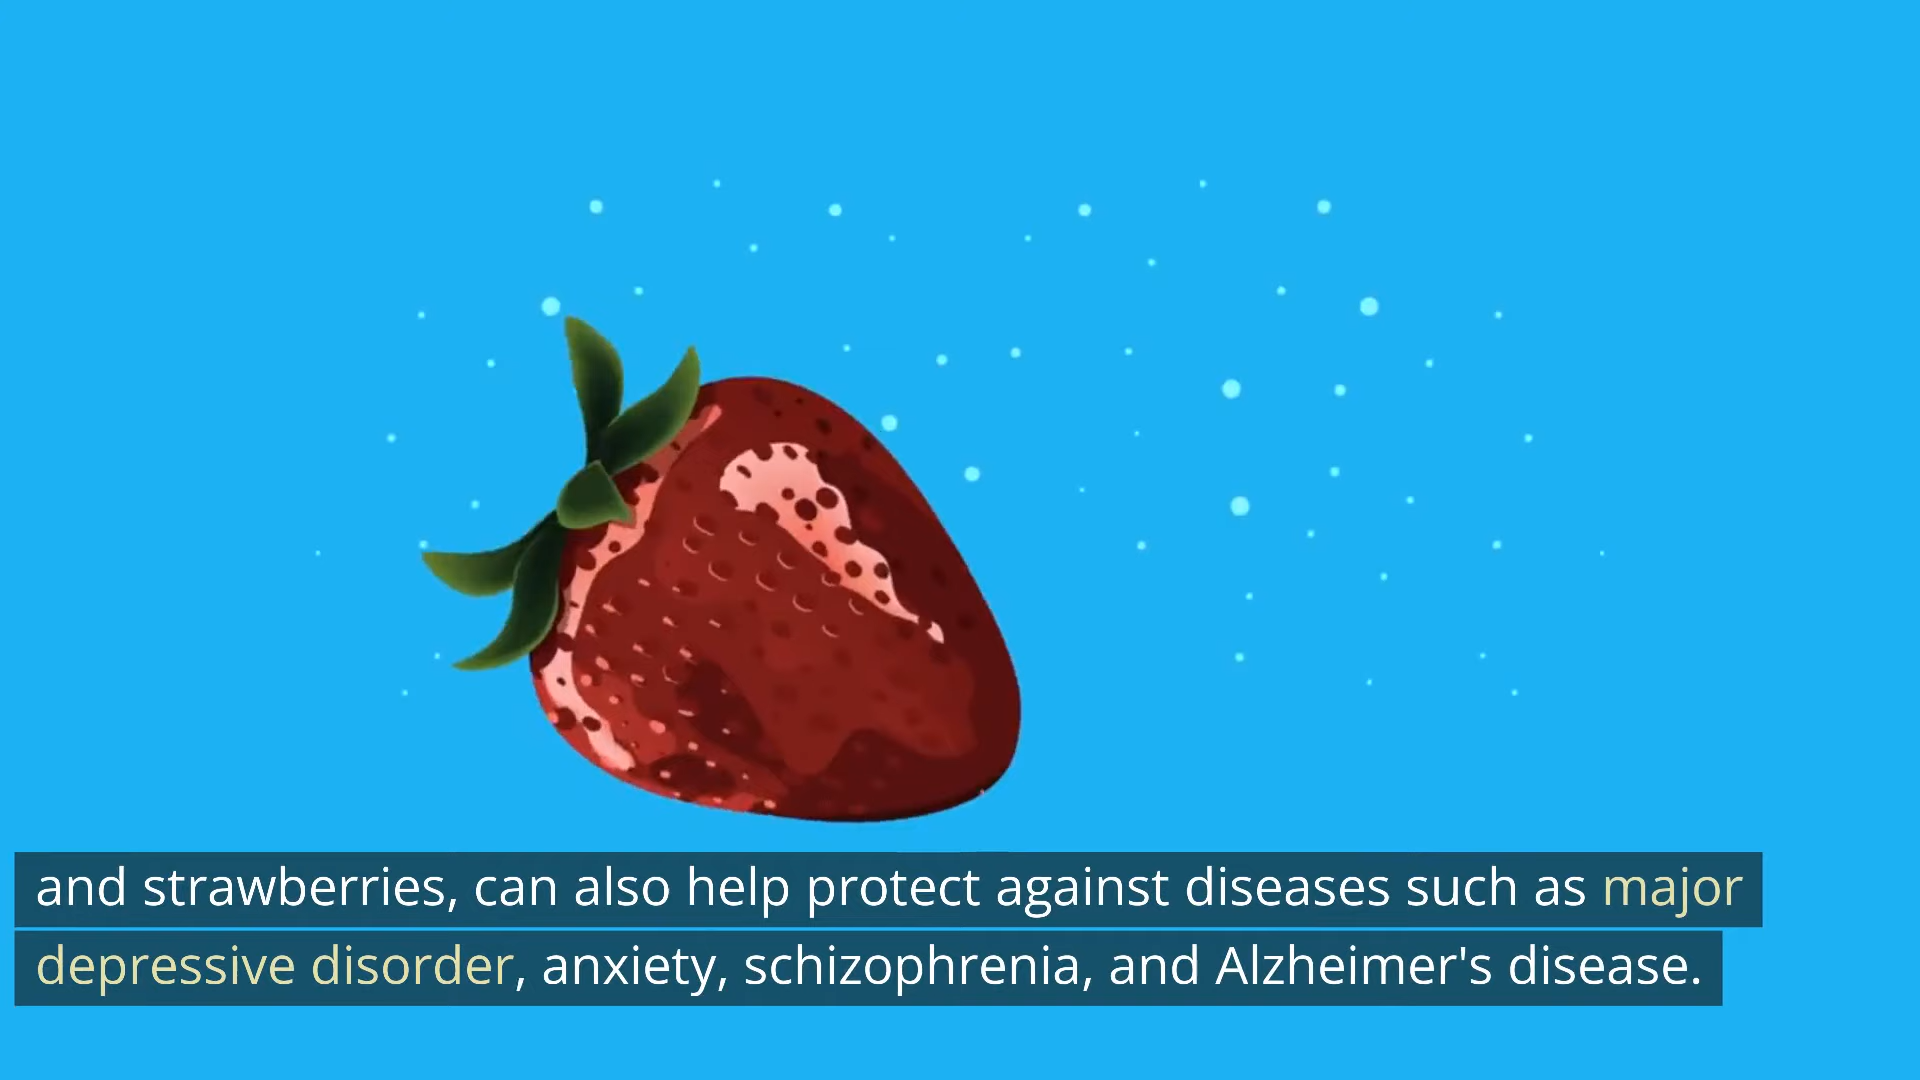 and strawberries, can also help protect against diseases such as major
depressive disorder, anxiety, schizophrenia, and Alzheimer's disease.